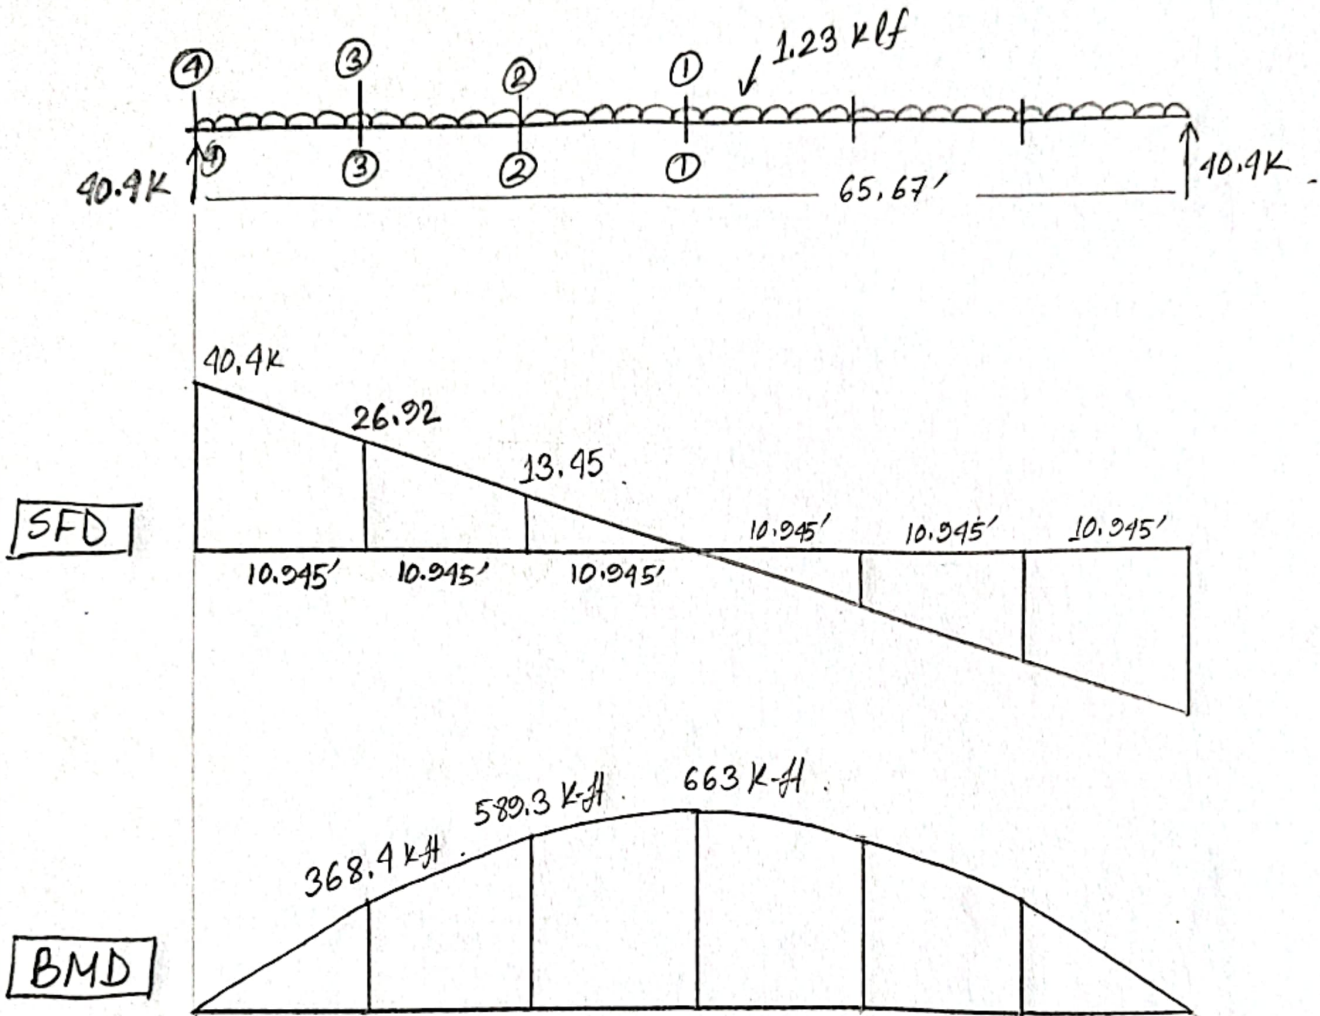 1.23 klf
④ ③ ② ①
④ ③ ② ①
40.4K 65.67' 40.4K
40.4K
26.92
13.45
SFD
10.945' 10.945' 10.945'
10.945' 10.945' 10.945'
663 K-ft
589.3 K-ft
368.4 k-ft
BMD